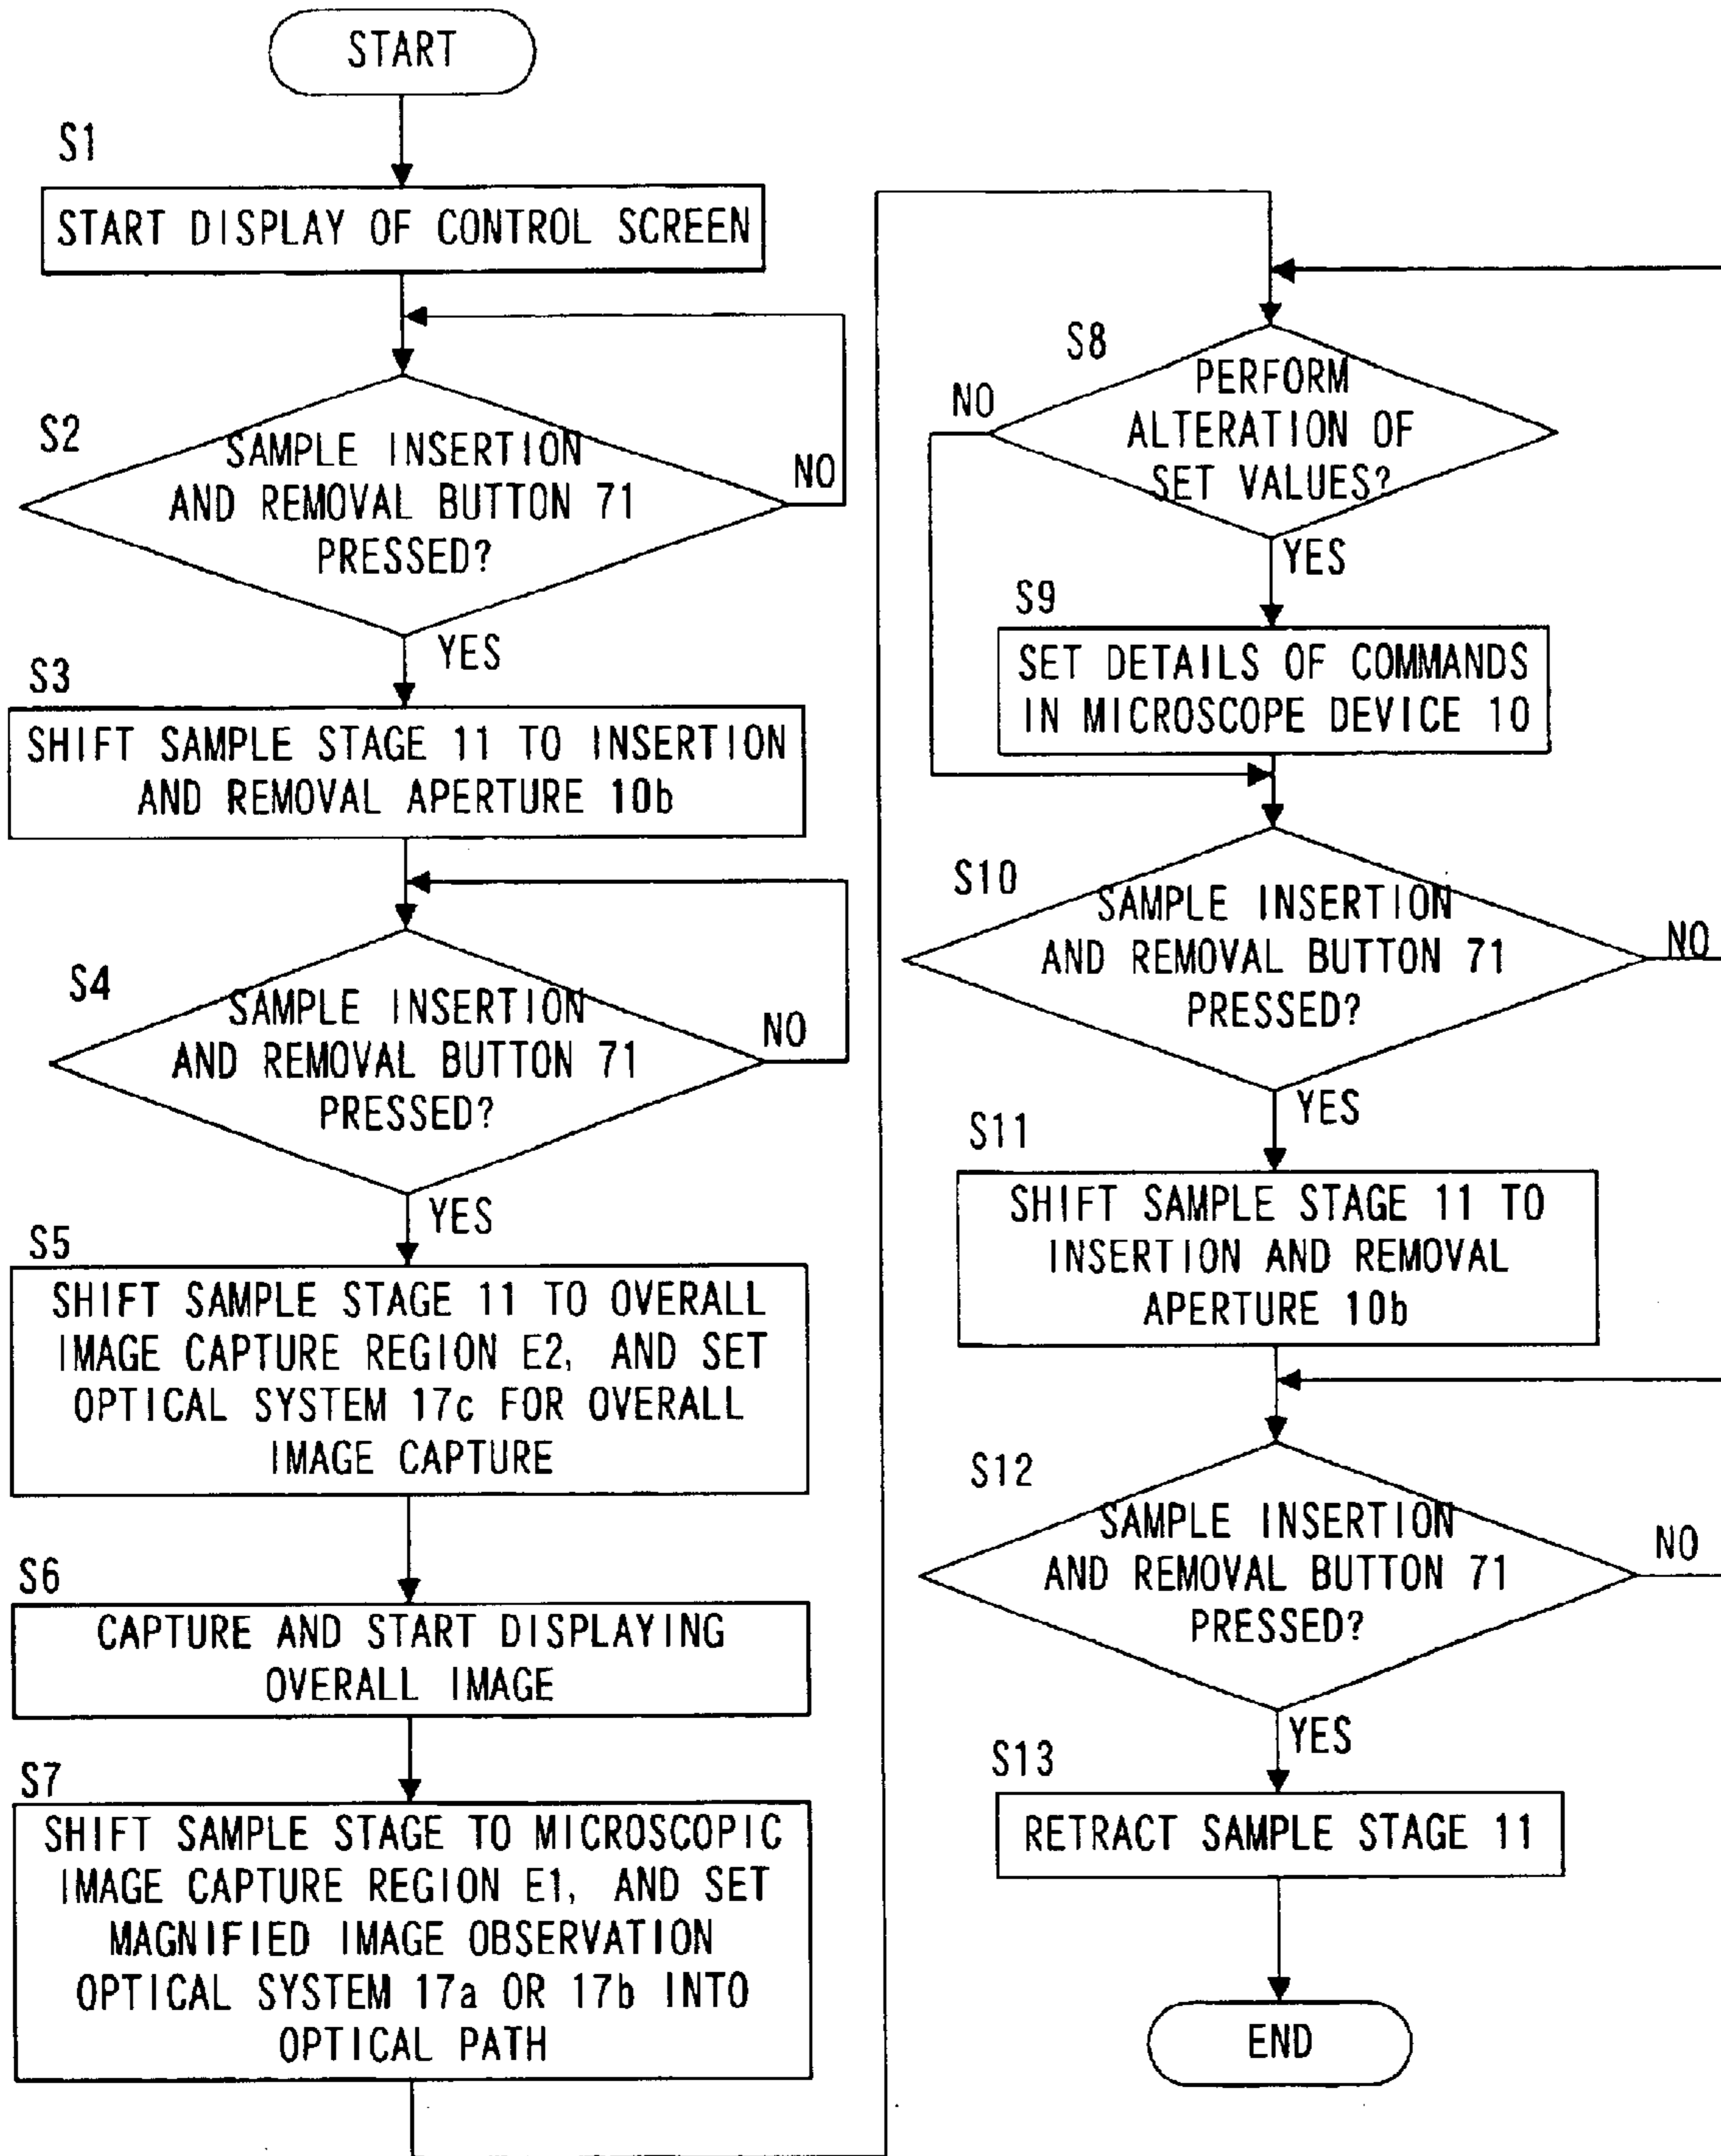 START
S1
START DISPLAY OF CONTROL SCREEN
S2
SAMPLE INSERTION
AND REMOVAL BUTTON 71
PRESSED?
NO
YES
S3
SHIFT SAMPLE STAGE 11 TO INSERTION
AND REMOVAL APERTURE 10b
S4
SAMPLE INSERTION
AND REMOVAL BUTTON 71
PRESSED?
NO
YES
S5
SHIFT SAMPLE STAGE 11 TO OVERALL
IMAGE CAPTURE REGION E2, AND SET
OPTICAL SYSTEM 17c FOR OVERALL
IMAGE CAPTURE
S6
CAPTURE AND START DISPLAYING
OVERALL IMAGE
S7
SHIFT SAMPLE STAGE TO MICROSCOPIC
IMAGE CAPTURE REGION E1, AND SET
MAGNIFIED IMAGE OBSERVATION
OPTICAL SYSTEM 17a OR 17b INTO
OPTICAL PATH
S8
PERFORM
ALTERATION OF
SET VALUES?
NO
YES
S9
SET DETAILS OF COMMANDS
IN MICROSCOPE DEVICE 10
S10
SAMPLE INSERTION
AND REMOVAL BUTTON 71
PRESSED?
NO
YES
S11
SHIFT SAMPLE STAGE 11 TO
INSERTION AND REMOVAL
APERTURE 10b
S12
SAMPLE INSERTION
AND REMOVAL BUTTON 71
PRESSED?
NO
YES
S13
RETRACT SAMPLE STAGE 11
END